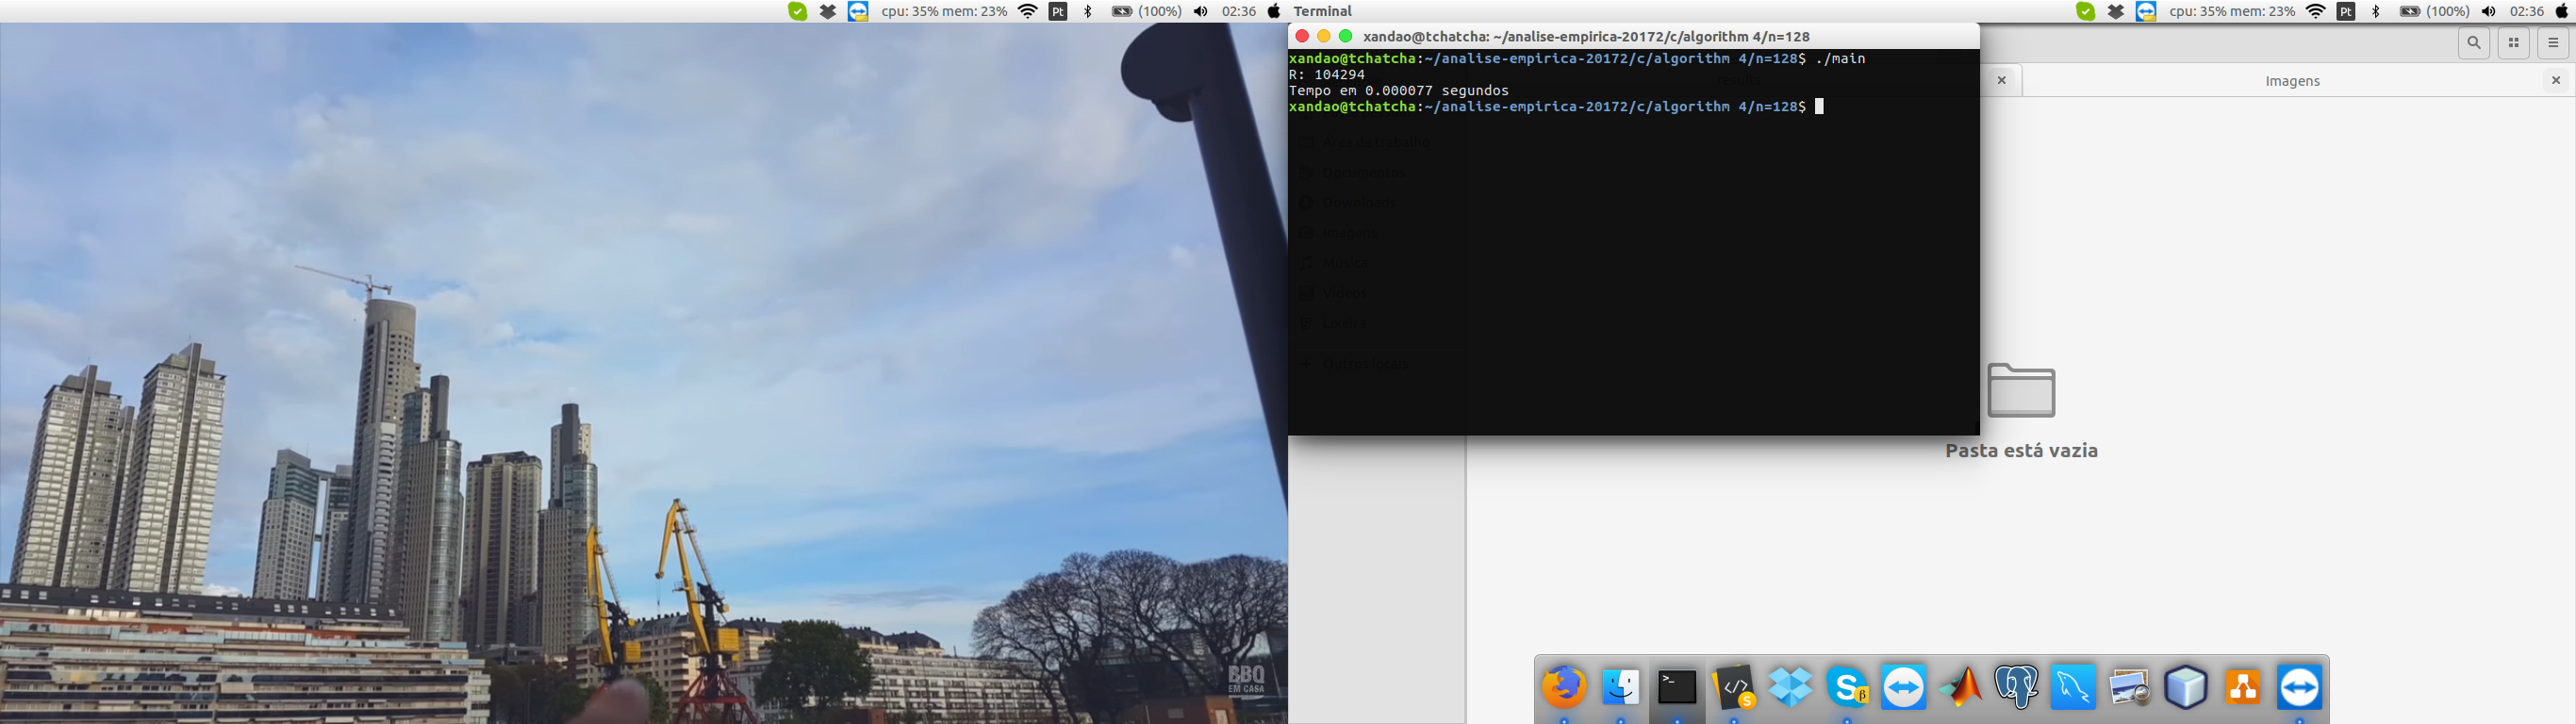 cpu: 35% mem: 23% Pt (100%) 02:36
Terminal
cpu: 35% mem: 23% Pt (100%) 02:36
xandao@tchatcha: ~/analise-empirica-20172/c/algorithm 4/n=128
xandao@tchatcha:~/analise-empirica-20172/c/algorithm 4/n=128$ ./main
R: 104294
Tempo em 0.000077 segundos
xandao@tchatcha:~/analise-empirica-20172/c/algorithm 4/n=128$
Imagens
Área de trabalho
Documentos
Downloads
Imagens
Música
Vídeos
Lixeira
+ Outros locais
Pasta está vazia
BBQ
EM CASA
>_
</>
S
S β